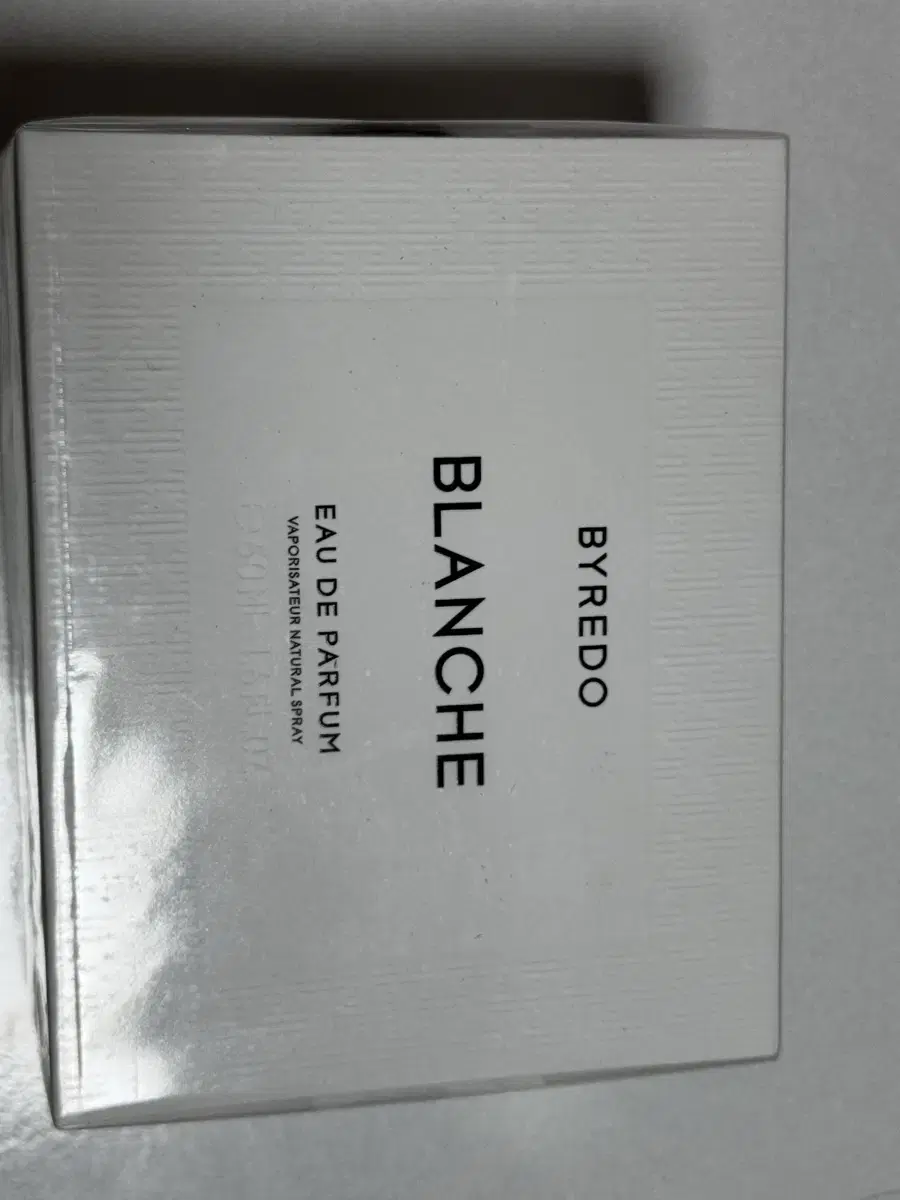 BYREDO
BLANCHE
EAU DE PARFUM
VAPORISATEUR NATURAL SPRAY